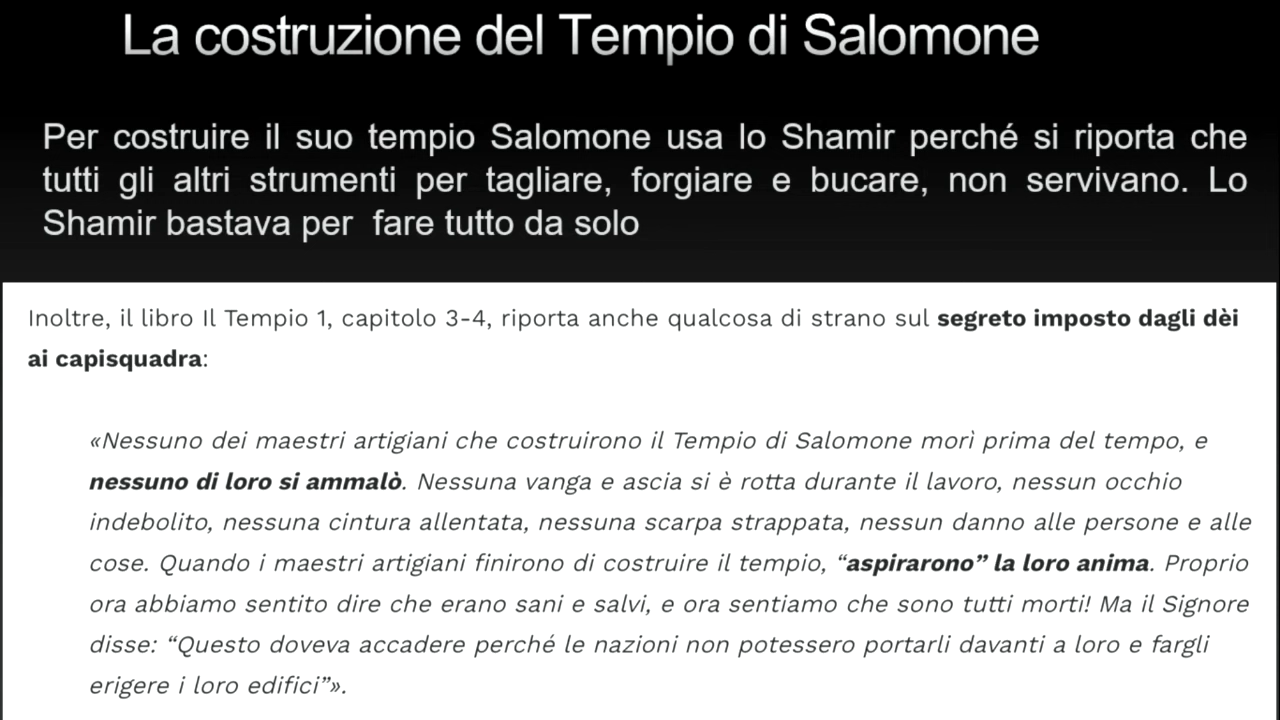 La costruzione del Tempio di Salomone
Per costruire il suo tempio Salomone usa lo Shamir perché si riporta che
tutti gli altri strumenti per tagliare, forgiare e bucare, non servivano. Lo
Shamir bastava per  fare tutto da solo
Inoltre, il libro Il Tempio 1, capitolo 3-4, riporta anche qualcosa di strano sul segreto imposto dagli dèi
ai capisquadra:
«Nessuno dei maestri artigiani che costruirono il Tempio di Salomone morì prima del tempo, e
nessuno di loro si ammalò. Nessuna vanga e ascia si è rotta durante il lavoro, nessun occhio
indebolito, nessuna cintura allentata, nessuna scarpa strappata, nessun danno alle persone e alle
cose. Quando i maestri artigiani finirono di costruire il tempio, “aspirarono” la loro anima. Proprio
ora abbiamo sentito dire che erano sani e salvi, e ora sentiamo che sono tutti morti! Ma il Signore
disse: “Questo doveva accadere perché le nazioni non potessero portarli davanti a loro e fargli
erigere i loro edifici”».